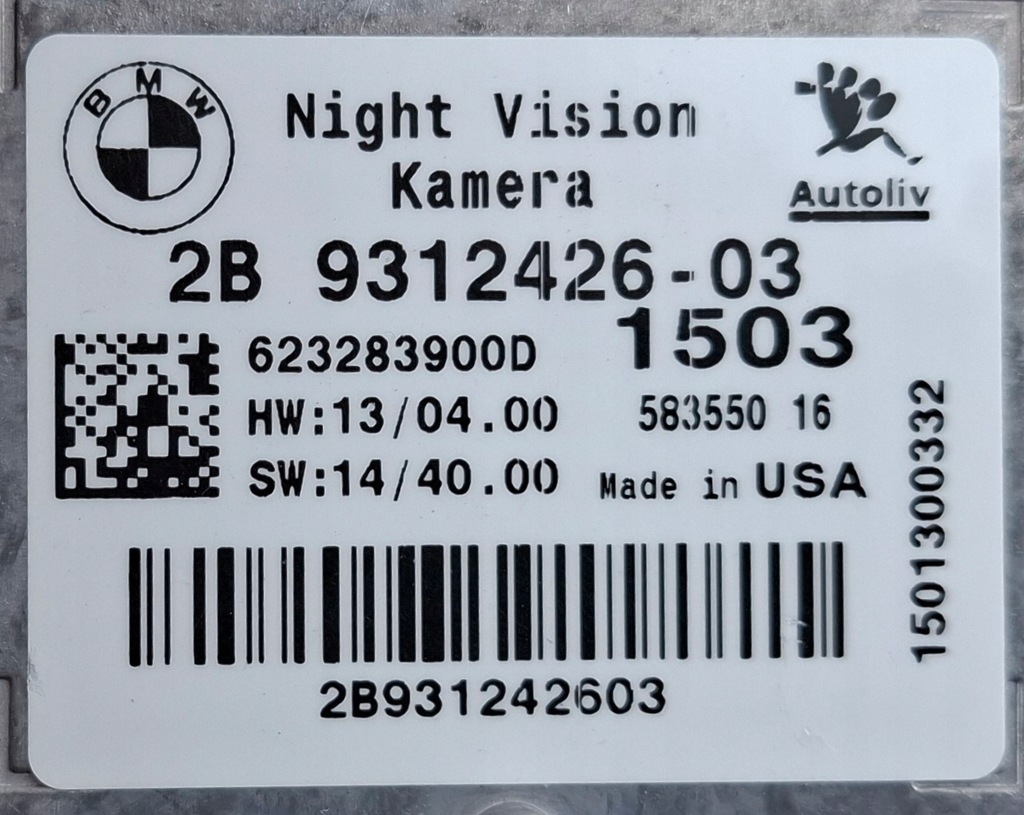 BMW
Night Vision
Kamera
Autoliv
2B 9312426-03
1503
623283900D
HW:13/04.00
583550 16
SW:14/40.00
Made in USA
1501300332
2B931242603